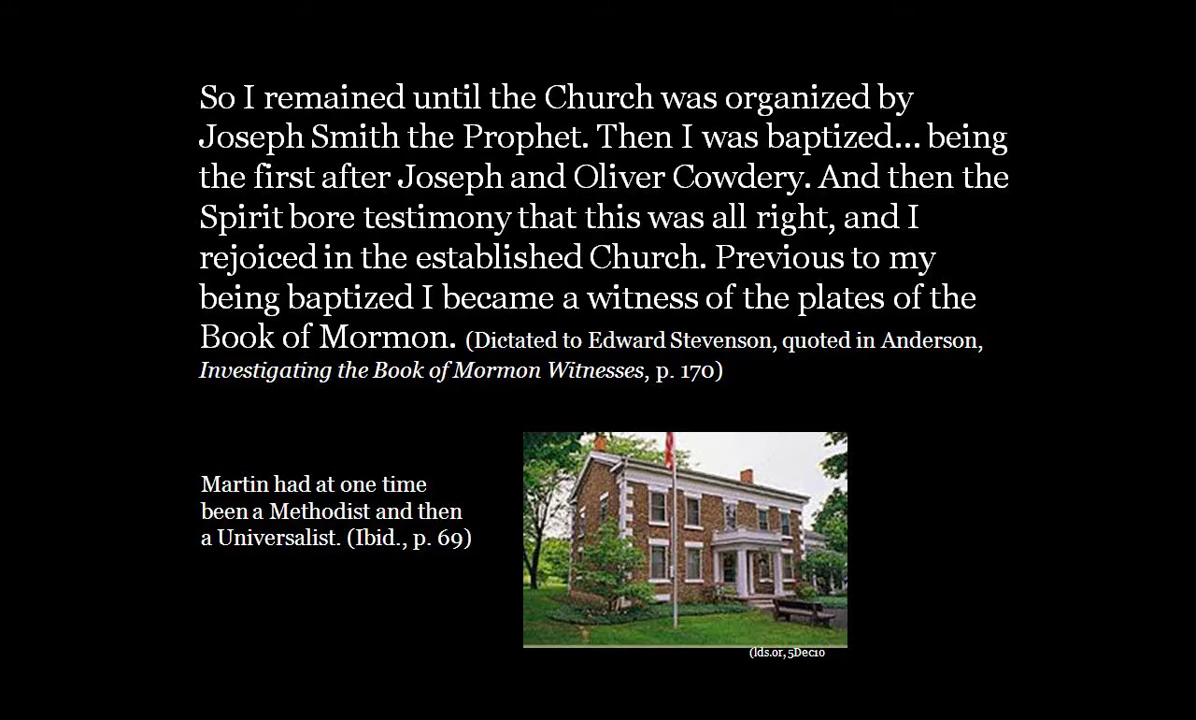 So I remained until the Church was organized by
Joseph Smith the Prophet. Then I was baptized... being
the first after Joseph and Oliver Cowdery. And then the
Spirit bore testimony that this was all right, and I
rejoiced in the established Church. Previous to my
being baptized I became a witness of the plates of the
Book of Mormon. (Dictated to Edward Stevenson, quoted in Anderson,
Investigating the Book of Mormon Witnesses, p. 170)
Martin had at one time
been a Methodist and then
a Universalist. (Ibid., p. 69)
(lds.or, 5Dec10